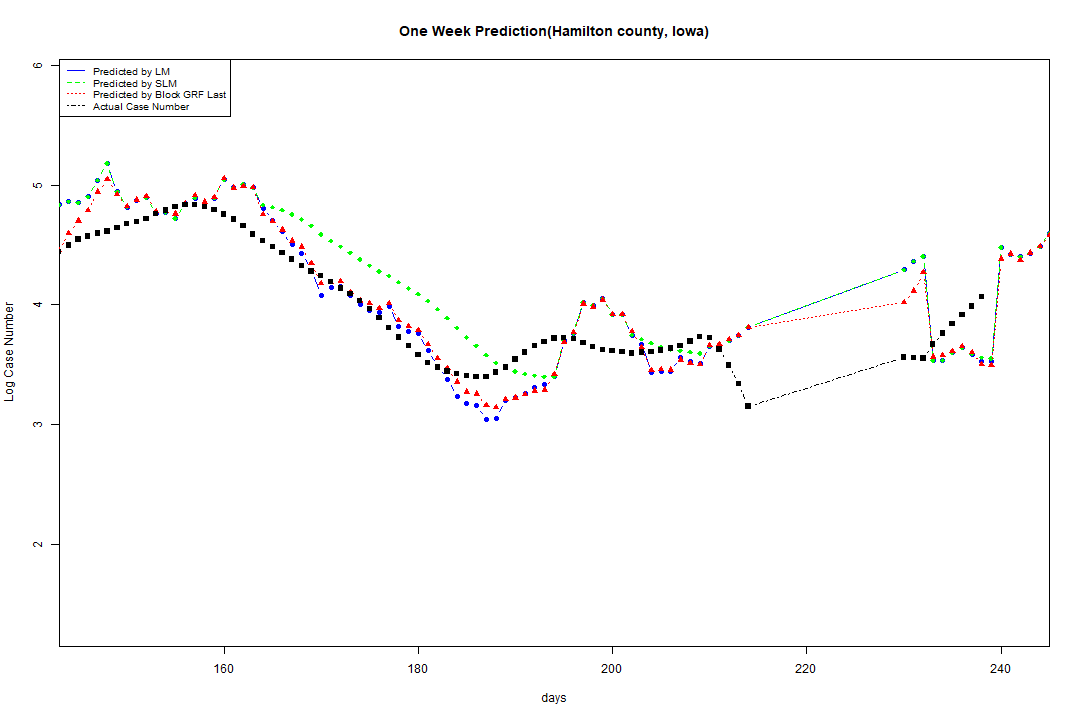 One Week Prediction(Hamilton county, Iowa)
Predicted by LM
Predicted by SLM
Predicted by Block GRF Last
Actual Case Number
6
5
4
3
2
Log Case Number
160 180 200 220 240
days